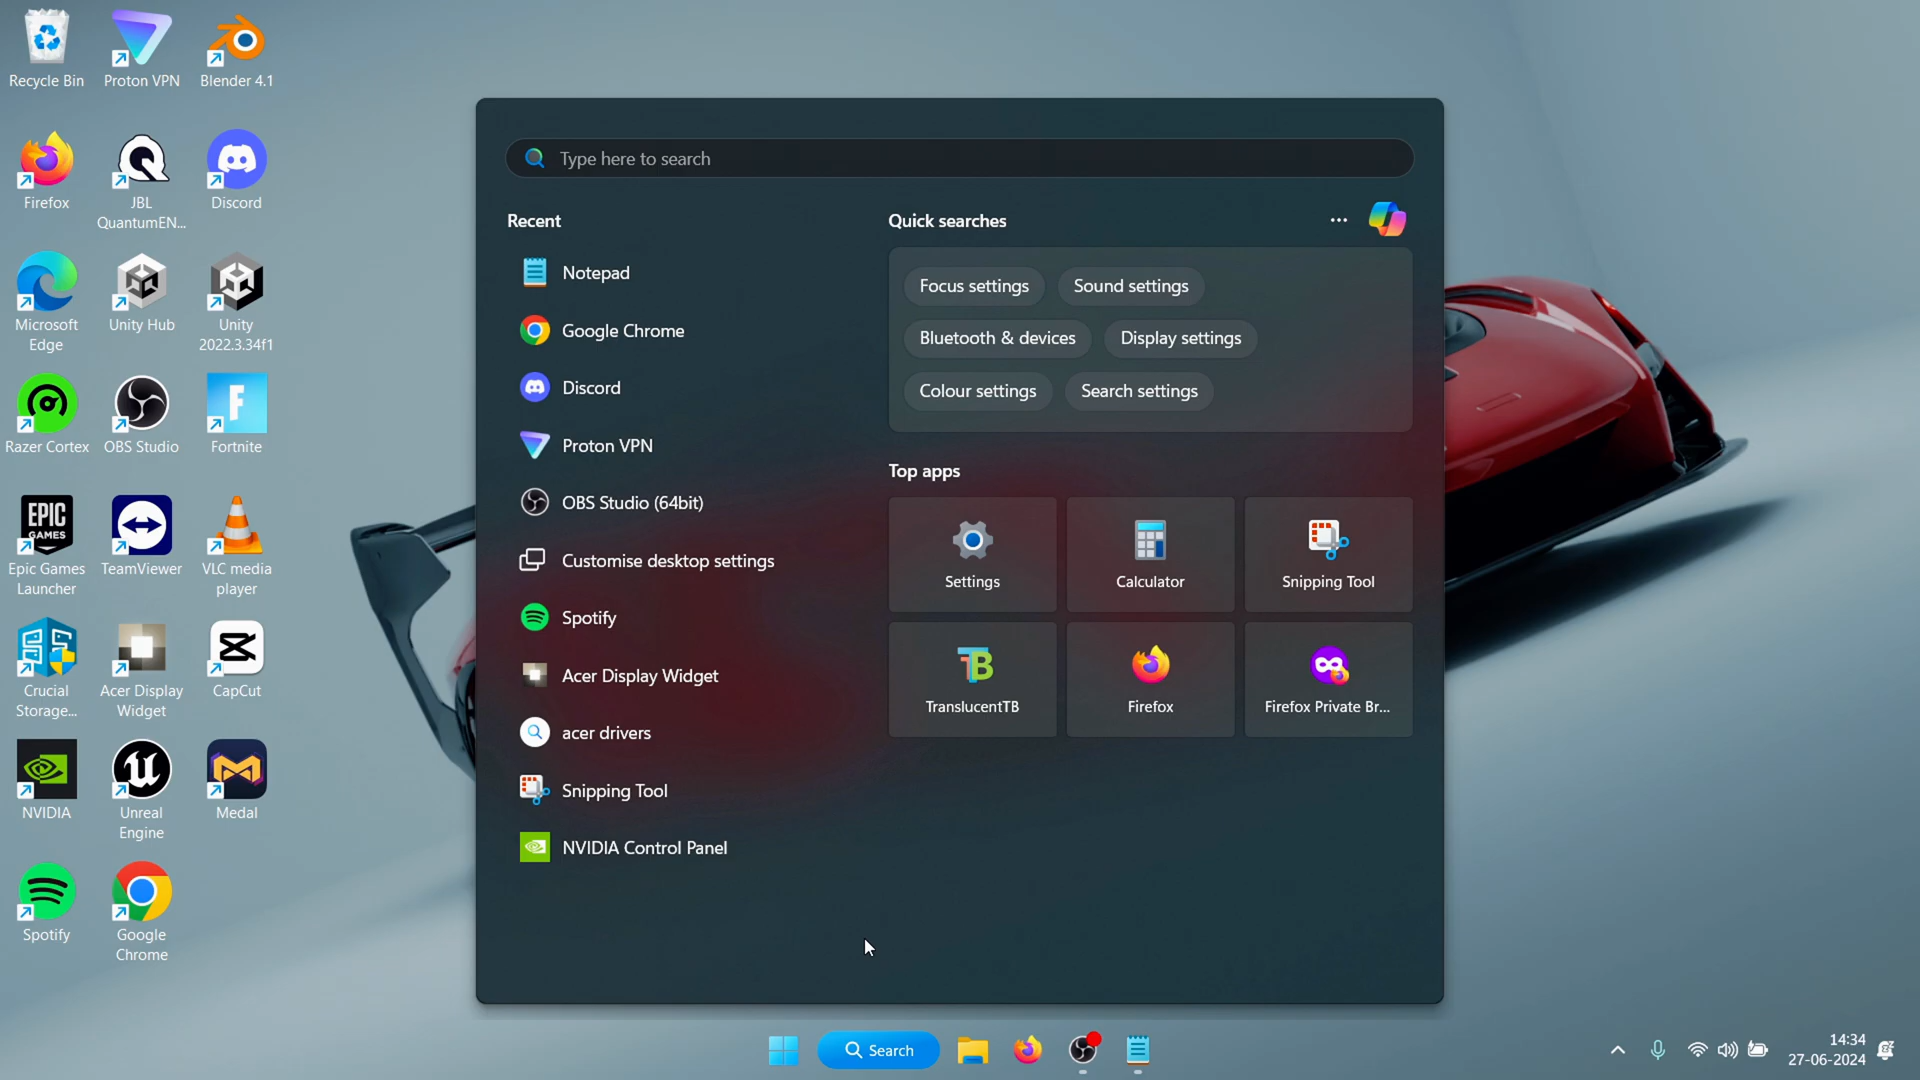 Recycle Bin
Proton VPN
Blender 4.1
Firefox
JBL
QuantumEN...
Discord
Microsoft
Edge
Unity Hub
Unity
2022.3.34f1
Razer Cortex
OBS Studio
F
Fortnite
EPIC
GAMES
Epic Games
Launcher
TeamViewer
VLC media
player
Crucial
Storage...
Acer Display
Widget
CapCut
NVIDIA
Unreal
Engine
Medal
Spotify
Google
Chrome
Type here to search
Recent
Notepad
Google Chrome
Discord
Proton VPN
OBS Studio (64bit)
Customise desktop settings
Spotify
Acer Display Widget
acer drivers
Snipping Tool
NVIDIA Control Panel
Quick searches
Focus settings
Sound settings
Bluetooth & devices
Display settings
Colour settings
Search settings
Top apps
Settings
Calculator
Snipping Tool
TB
TranslucentTB
Firefox
Firefox Private Br...
Search
14:34
27-06-2024